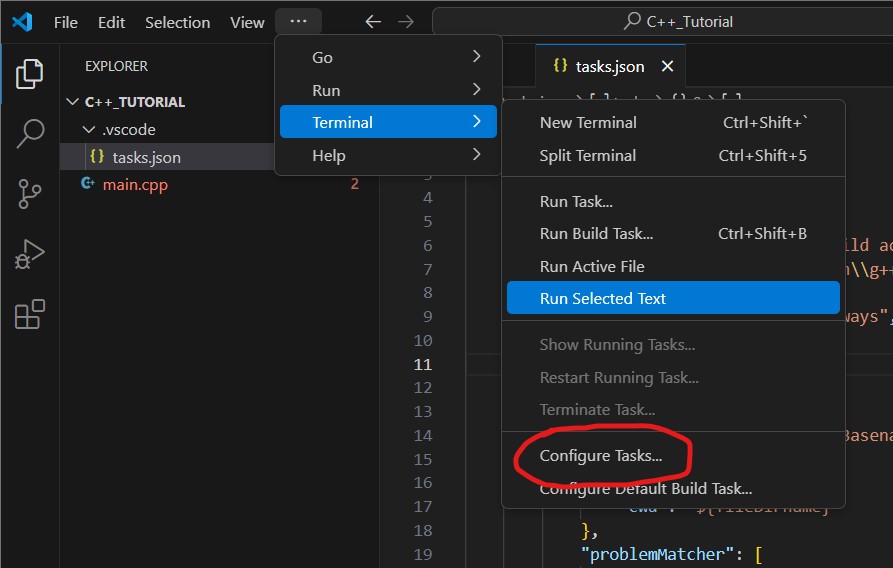 File Edit Selection View ··· C++_Tutorial
EXPLORER
C++_TUTORIAL
.vscode
{} tasks.json
C++ main.cpp 2
Go
Run
Terminal
Help
{} tasks.json
New Terminal Ctrl+Shift+`
Split Terminal Ctrl+Shift+5
Run Task...
Run Build Task... Ctrl+Shift+B
Run Active File
Run Selected Text
Show Running Tasks...
Restart Running Task...
Terminate Task...
Configure Tasks...
Configure Default Build Task...
4
5
6
7 \\g++
8
9 ways",
10
11
12
13
14
15
16
17
18 },
19 "problemMatcher": [